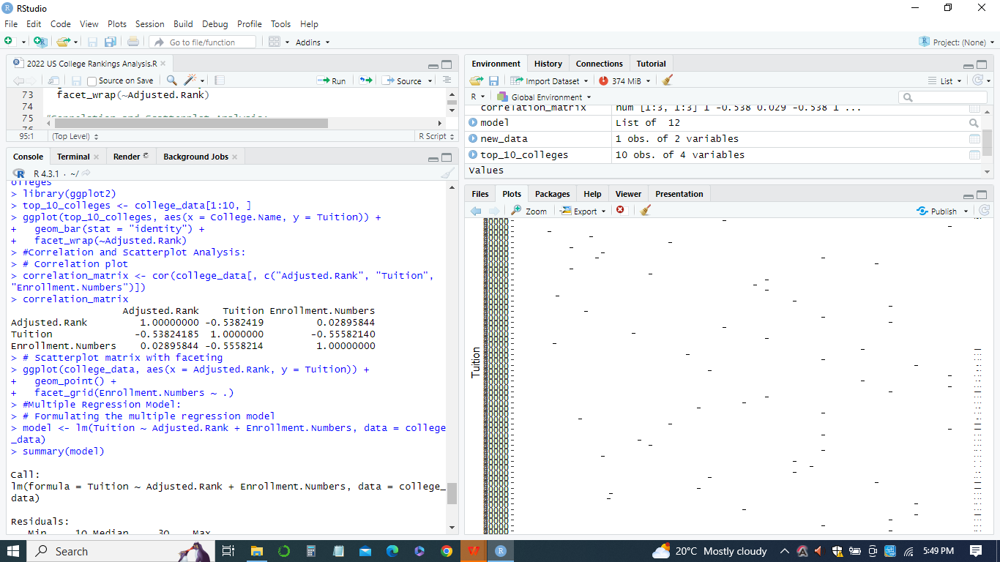 RStudio
File Edit Code View Plots Session Build Debug Profile Tools Help
Go to file/function Addins Project: (None)
2022 US College Rankings Analysis.R
Source on Save Run Source
73 facet_wrap(~Adjusted.Rank)
74
75 #Correlation and Scatterplot Analysis:
76
95:1 (Top Level) R Script
Console Terminal Render Background Jobs
R 4.3.1 · ~/
olleges
> library(ggplot2)
> top_10_colleges <- college_data[1:10, ]
> ggplot(top_10_colleges, aes(x = College.Name, y = Tuition)) +
+   geom_bar(stat = "identity") +
+   facet_wrap(~Adjusted.Rank)
> #Correlation and Scatterplot Analysis:
> # Correlation plot
> correlation_matrix <- cor(college_data[, c("Adjusted.Rank", "Tuition",
"Enrollment.Numbers")])
> correlation_matrix
Adjusted.Rank Tuition Enrollment.Numbers
Adjusted.Rank 1.00000000 -0.5382419 0.02895844
Tuition -0.53824185 1.0000000 -0.55582140
Enrollment.Numbers 0.02895844 -0.5558214 1.00000000
> # Scatterplot matrix with faceting
> ggplot(college_data, aes(x = Adjusted.Rank, y = Tuition)) +
+   geom_point() +
+   facet_grid(Enrollment.Numbers ~ .)
> #Multiple Regression Model:
> # Formulating the multiple regression model
> model <- lm(Tuition ~ Adjusted.Rank + Enrollment.Numbers, data = college
_data)
> summary(model)
Call:
lm(formula = Tuition ~ Adjusted.Rank + Enrollment.Numbers, data = college_
data)
Residuals:
Min 1Q Median 3Q Max
Environment History Connections Tutorial
Import Dataset 374 MiB List
R Global Environment
correlation_matrix num [1:3, 1:3] 1 -0.538 0.029 -0.538 1 ...
model List of 12
new_data 1 obs. of 2 variables
top_10_colleges 10 obs. of 4 variables
Values
Files Plots Packages Help Viewer Presentation
Zoom Export Publish
Tuition
Search
20°C Mostly cloudy 5:49 PM